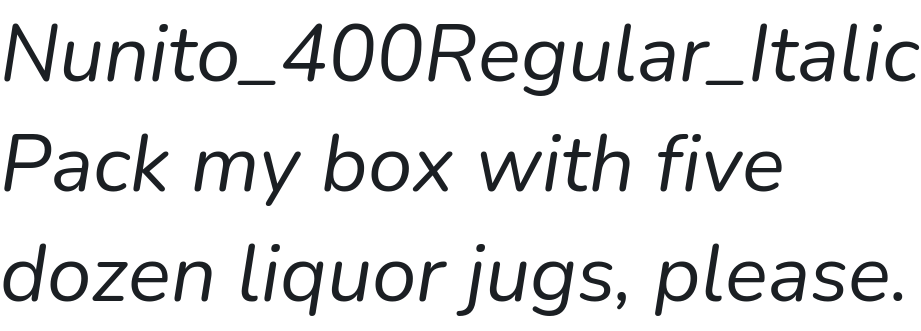 Nunito_400Regular_Italic
Pack my box with five
dozen liquor jugs, please.